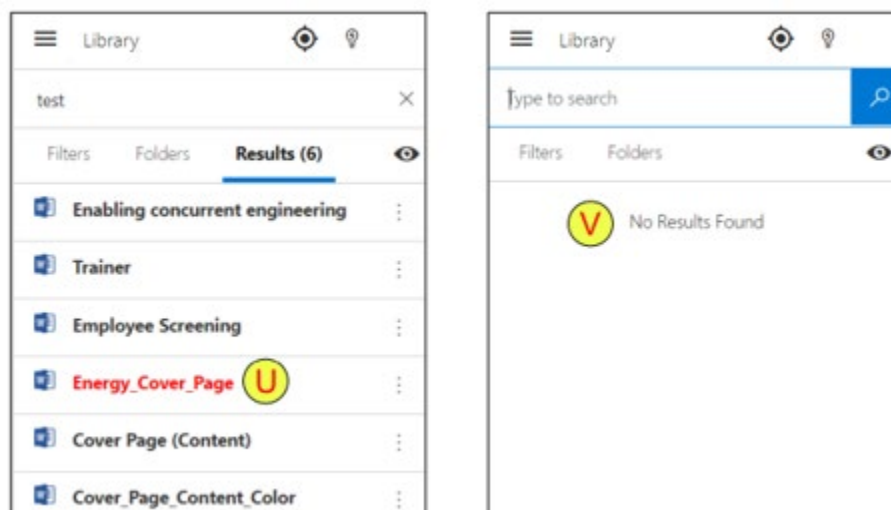 Library
test
Filters Folders Results (6)
Enabling concurrent engineering
Trainer
Employee Screening
Energy_Cover_Page U
Cover Page (Content)
Cover_Page_Content_Color
Library
Type to search
Filters Folders
V No Results Found